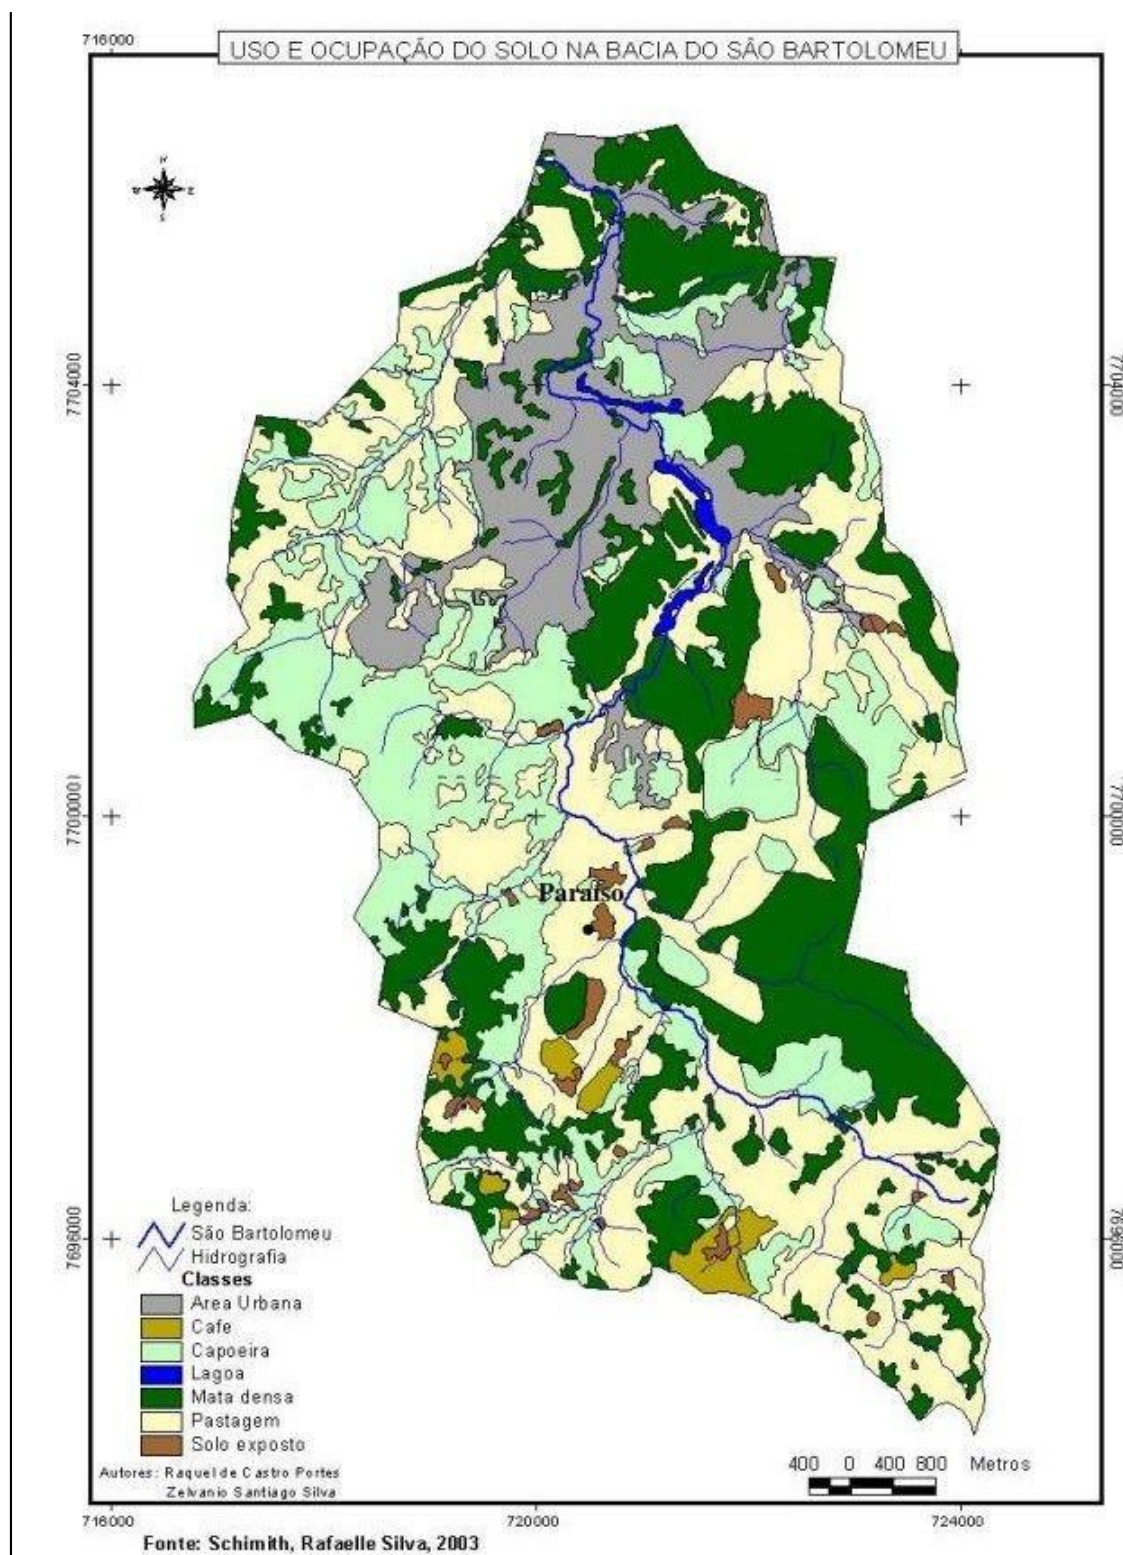 716000
USO E OCUPAÇÃO DO SOLO NA BACIA DO SÃO BARTOLOMEU
N
E
S
7704000
7704000
7700000
7700000
Paraíso
7696000
7696000
Legenda:
São Bartolomeu
Hidrografia
Classes
Area Urbana
Cafe
Capoeira
Lagoa
Mata densa
Pastagem
Solo exposto
Autores: Raquel de Castro Portes
Zelvanio Santiago Silva
400 0 400 800 Metros
716000
720000
724000
Fonte: Schimith, Rafaelle Silva, 2003